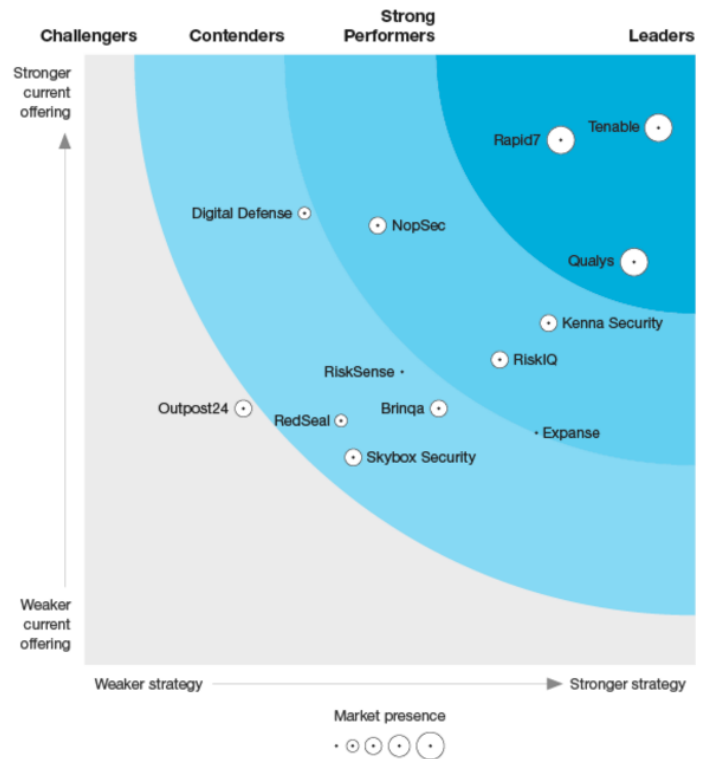 Challengers
Contenders
Strong
Performers
Leaders
Stronger
current
offering
Tenable
Rapid7
Digital Defense
NopSec
Qualys
Kenna Security
RiskIQ
RiskSense
Outpost24
Brinqa
RedSeal
Expanse
Skybox Security
Weaker
current
offering
Weaker strategy
Stronger strategy
Market presence